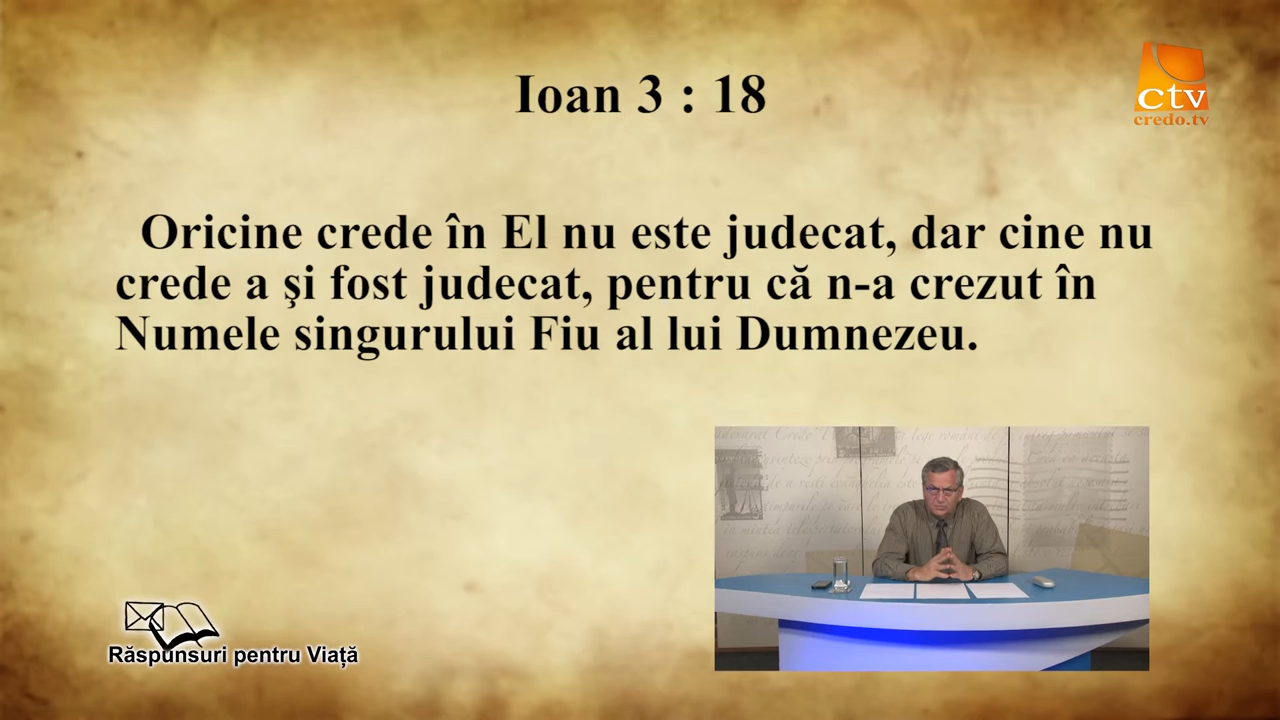 Ioan 3 : 18
ctv
credo.tv
Oricine crede în El nu este judecat, dar cine nu
crede a şi fost judecat, pentru că n-a crezut în
Numele singurului Fiu al lui Dumnezeu.
Răspunsuri pentru Viață